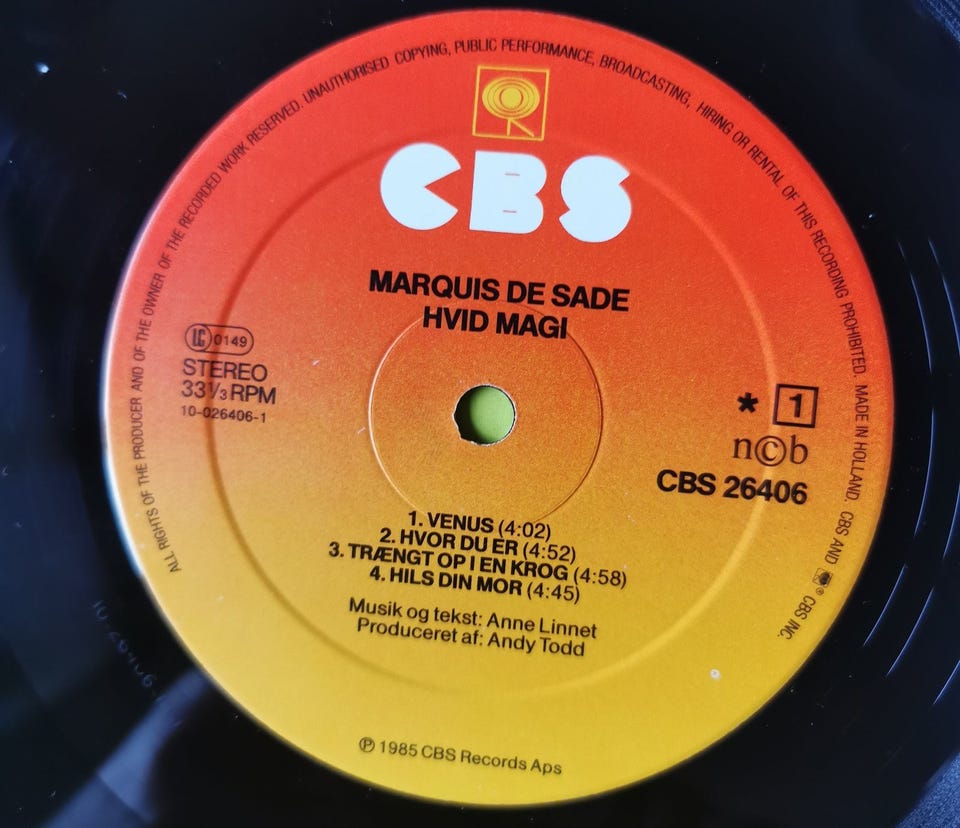 ALL RIGHTS OF THE PRODUCER AND OF THE OWNER OF THE RECORDED WORK RESERVED. UNAUTHORISED COPYING, PUBLIC PERFORMANCE, BROADCASTING, HIRING OR RENTAL OF THIS RECORDING PROHIBITED. MADE IN HOLLAND. CBS AND ® CBS INC.
CBS
MARQUIS DE SADE
HVID MAGI
LC 0149
STEREO
33 1/3 RPM
10-026406-1
* 1
n©b
CBS 26406
1. VENUS (4:02)
2. HVOR DU ER (4:52)
3. TRÆNGT OP I EN KROG (4:58)
4. HILS DIN MOR (4:45)
Musik og tekst: Anne Linnet
Produceret af: Andy Todd
℗ 1985 CBS Records Aps